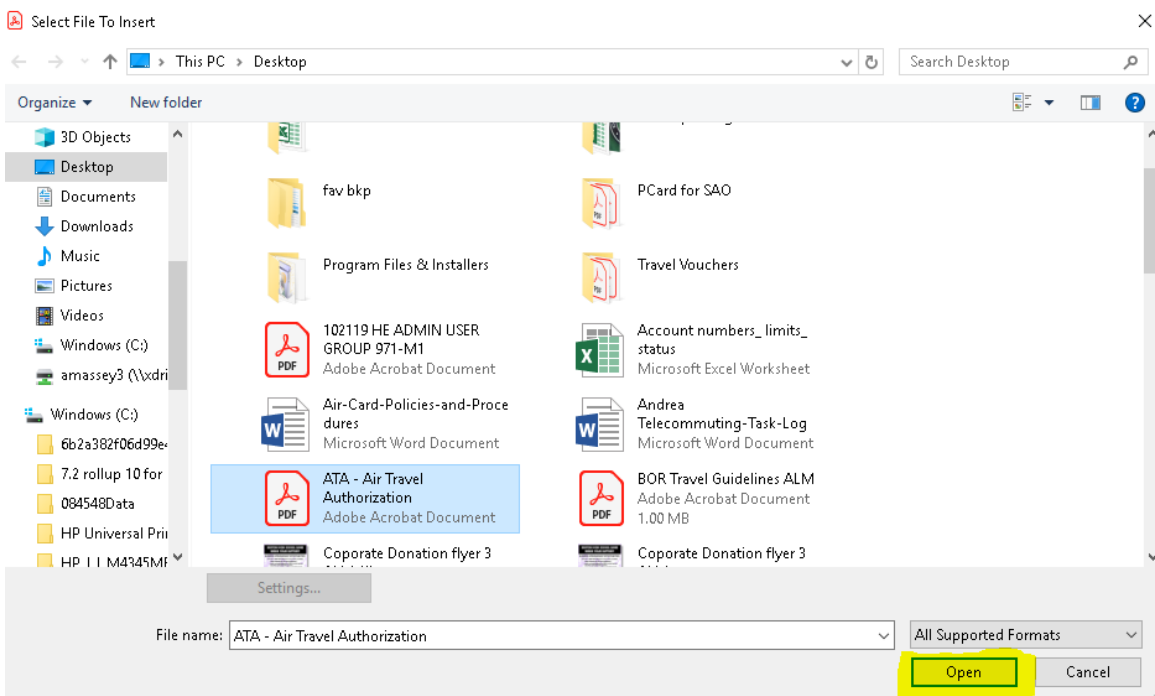 Select File To Insert
This PC > Desktop
Search Desktop
Organize
New folder
3D Objects
Desktop
Documents
Downloads
Music
Pictures
Videos
Windows (C:)
amassey3 (\\xdri
Windows (C:)
6b2a382f06d99e
7.2 rollup 10 for
084548Data
HP Universal Pri
HP LJ M4345MF
fav bkp
PCard for SAO
Program Files & Installers
Travel Vouchers
102119 HE ADMIN USER
GROUP 971-M1
Adobe Acrobat Document
Account numbers_ limits_
status
Microsoft Excel Worksheet
Air-Card-Policies-and-Proce
dures
Microsoft Word Document
Andrea
Telecommuting-Task-Log
Microsoft Word Document
ATA - Air Travel
Authorization
Adobe Acrobat Document
BOR Travel Guidelines ALM
Adobe Acrobat Document
1.00 MB
Coporate Donation flyer 3
Coporate Donation flyer 3
Settings...
File name: ATA - Air Travel Authorization
All Supported Formats
Open
Cancel